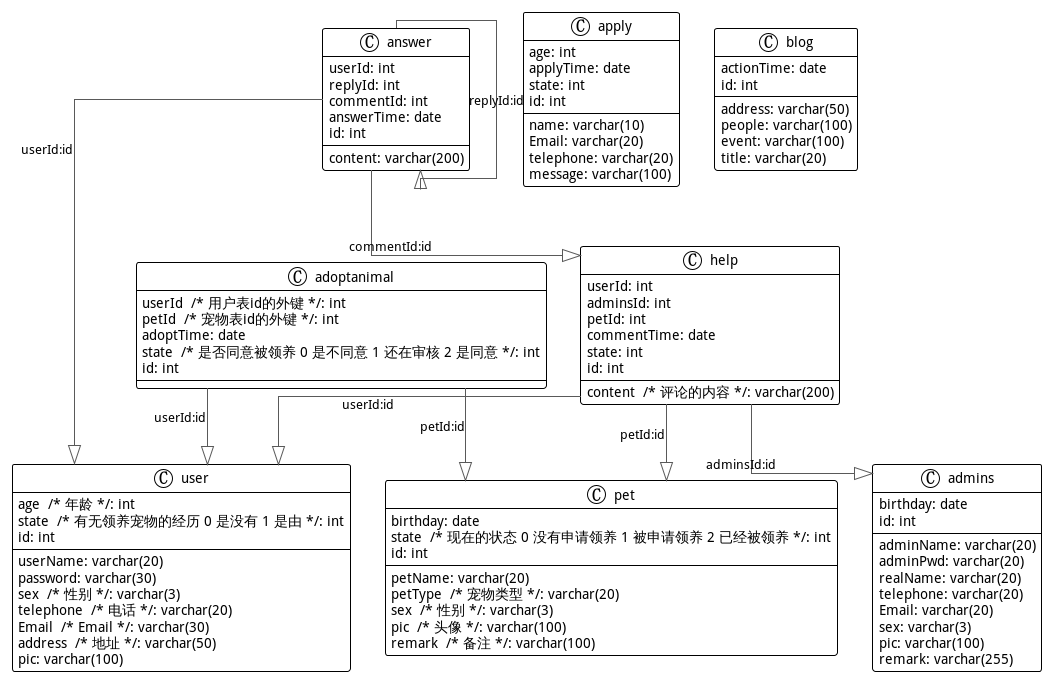 C answer
userId: int
replyId: int
commentId: int
answerTime: date
id: int
content: varchar(200)
replyId:id
C apply
age: int
applyTime: date
state: int
id: int
name: varchar(10)
Email: varchar(20)
telephone: varchar(20)
message: varchar(100)
C blog
actionTime: date
id: int
address: varchar(50)
people: varchar(100)
event: varchar(100)
title: varchar(20)
userId:id
commentId:id
C adoptanimal
userId /* 用户表id的外键 */: int
petId /* 宠物表id的外键 */: int
adoptTime: date
state /* 是否同意被领养 0 是不同意 1 还在审核 2 是同意 */: int
id: int
C help
userId: int
adminsId: int
petId: int
commentTime: date
state: int
id: int
content /* 评论的内容 */: varchar(200)
userId:id
userId:id
petId:id
petId:id
adminsId:id
C user
age /* 年龄 */: int
state /* 有无领养宠物的经历 0 是没有 1 是由 */: int
id: int
userName: varchar(20)
password: varchar(30)
sex /* 性别 */: varchar(3)
telephone /* 电话 */: varchar(20)
Email /* Email */: varchar(30)
address /* 地址 */: varchar(50)
pic: varchar(100)
C pet
birthday: date
state /* 现在的状态 0 没有申请领养 1 被申请领养 2 已经被领养 */: int
id: int
petName: varchar(20)
petType /* 宠物类型 */: varchar(20)
sex /* 性别 */: varchar(3)
pic /* 头像 */: varchar(100)
remark /* 备注 */: varchar(100)
C admins
birthday: date
id: int
adminName: varchar(20)
adminPwd: varchar(20)
realName: varchar(20)
telephone: varchar(20)
Email: varchar(20)
sex: varchar(3)
pic: varchar(100)
remark: varchar(255)